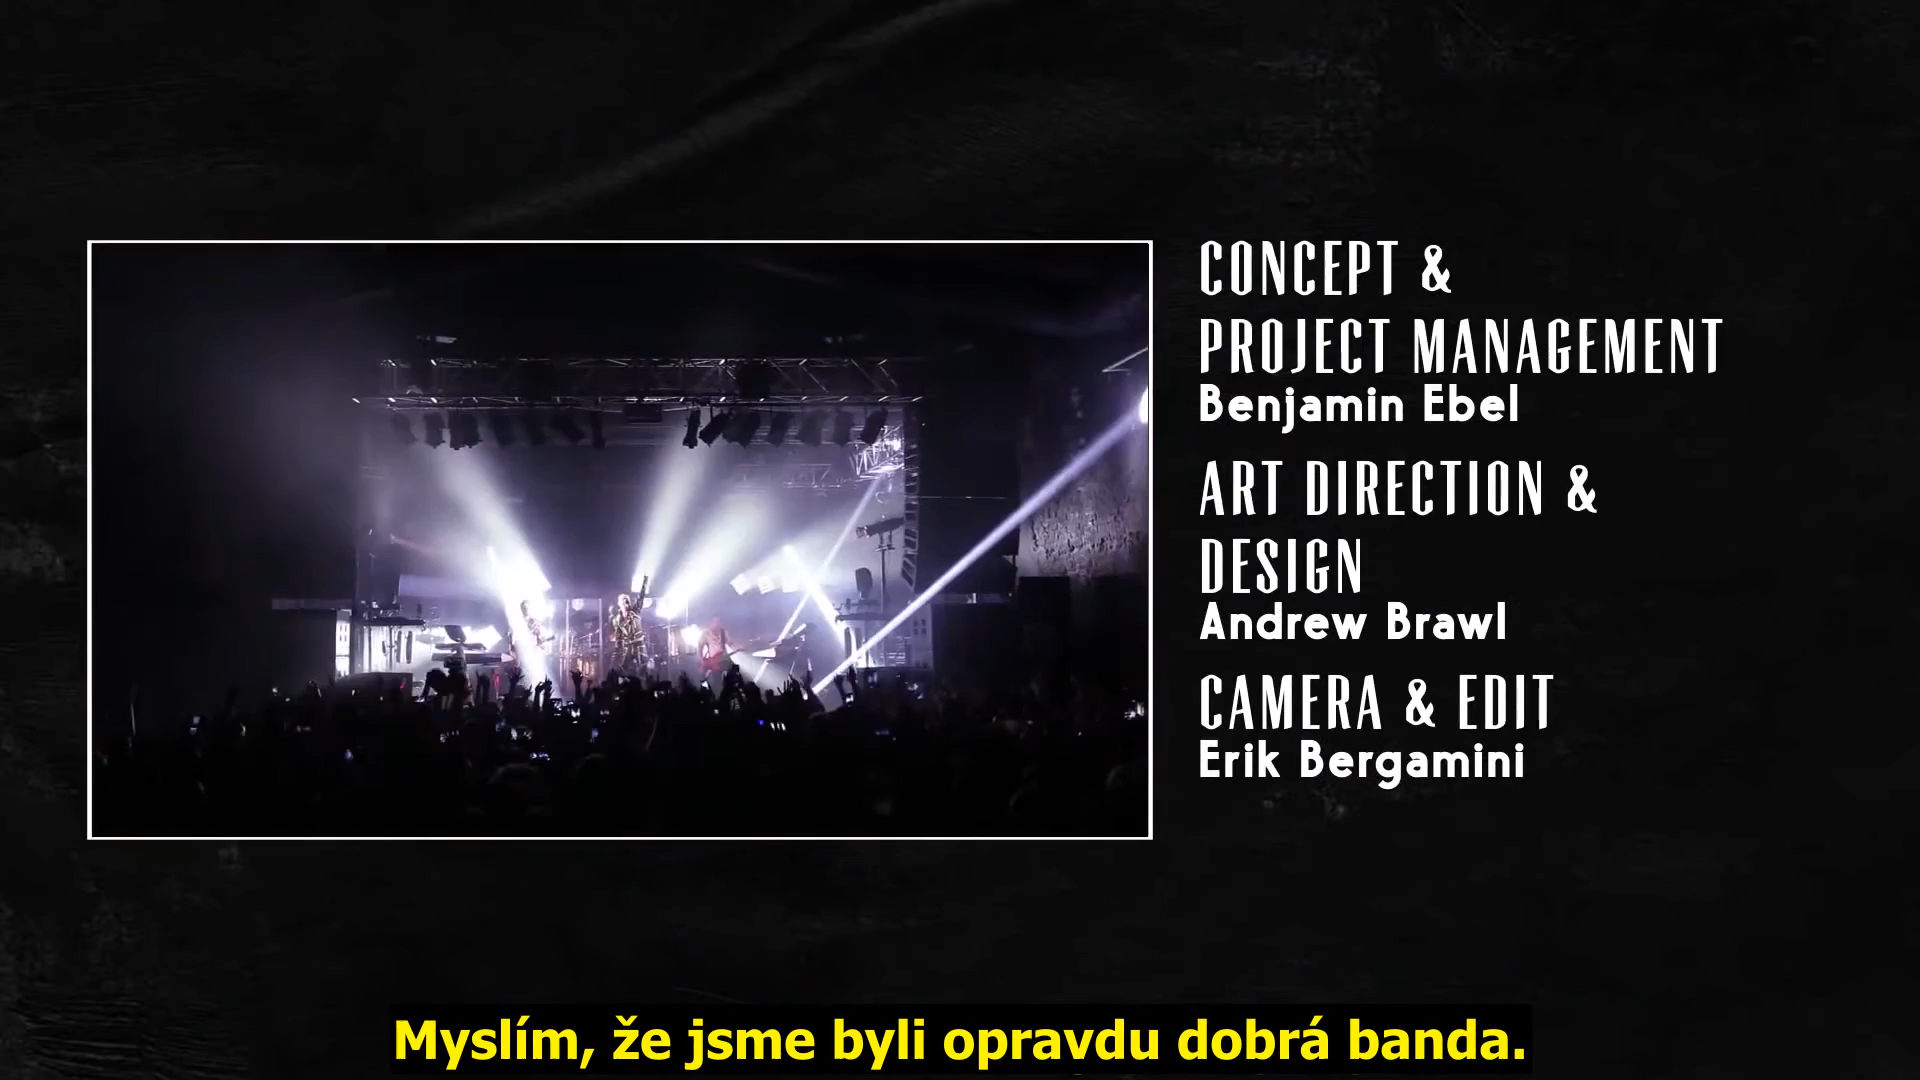 CONCEPT &
PROJECT MANAGEMENT
Benjamin Ebel
ART DIRECTION &
DESIGN
Andrew Brawl
CAMERA & EDIT
Erik Bergamini
Myslím, že jsme byli opravdu dobrá banda.